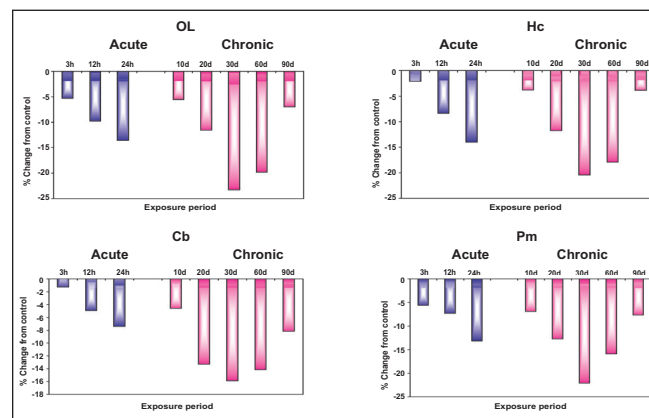 OL
Acute Chronic
3h 12h 24h 10d 20d 30d 60d 90d
0
-5
-10
-15
-20
-25
% Change from control
Exposure period
Hc
Acute Chronic
3h 12h 24h 10d 20d 30d 60d 90d
0
-5
-10
-15
-20
-25
% Change from control
Exposure period
Cb
Acute Chronic
3h 12h 24h 10d 20d 30d 60d 90d
0
-2
-4
-6
-8
-10
-12
-14
-16
-18
% Change from control
Exposure period
Pm
Acute Chronic
3h 12h 24h 10d 20d 30d 60d 90d
0
-5
-10
-15
-20
-25
% Change from control
Exposure period